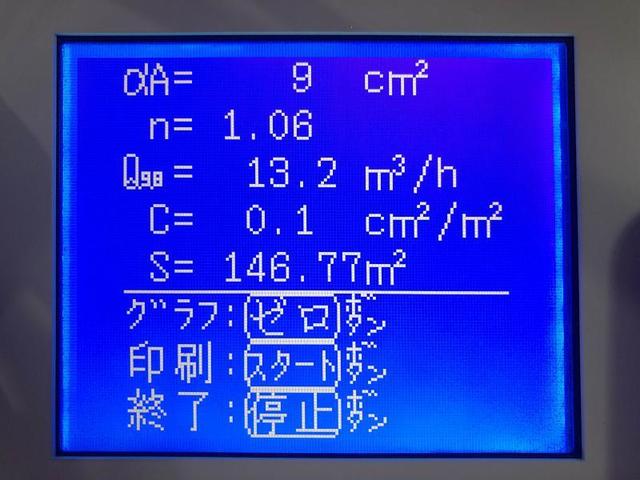 αA= 9 cm²
n= 1.06
Q₉.₈= 13.2 m³/h
C= 0.1 cm²/m²
S= 146.77m²
グラフ:(ゼロ)ボタン
印刷:(スタート)ボタン
終了:(停止)ボタン